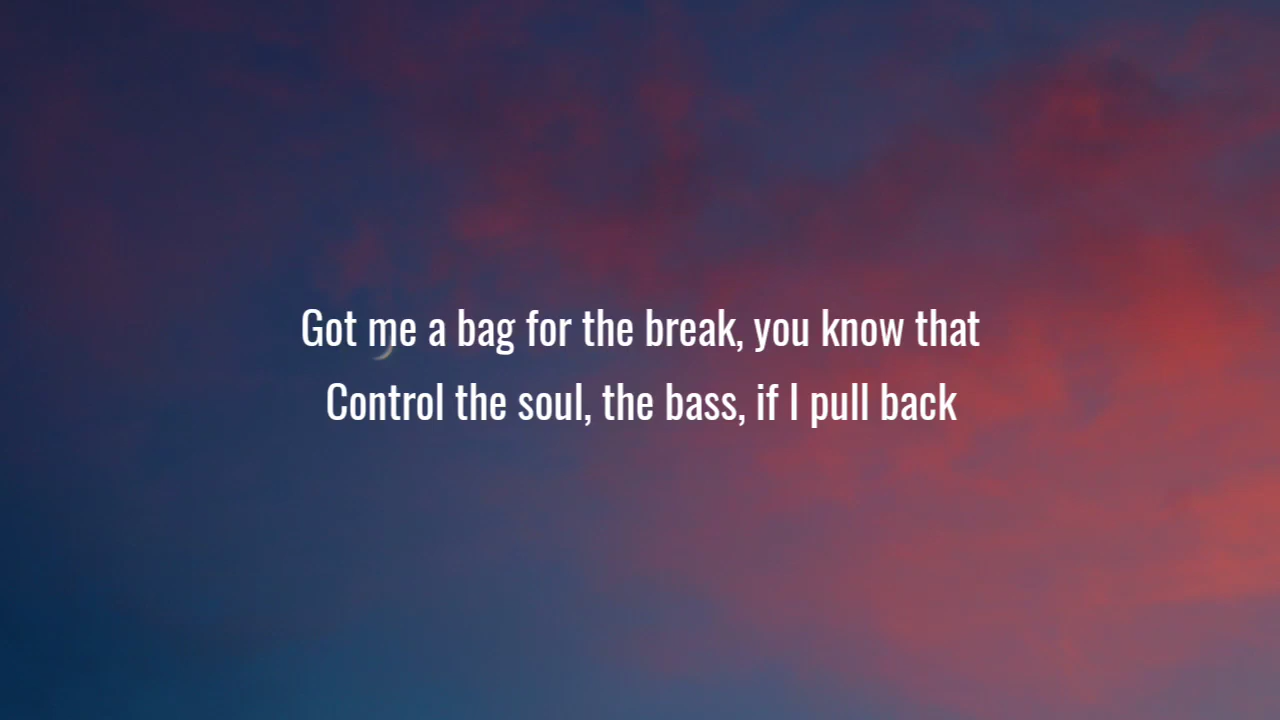 Got me a bag for the break, you know that
Control the soul, the bass, if I pull back